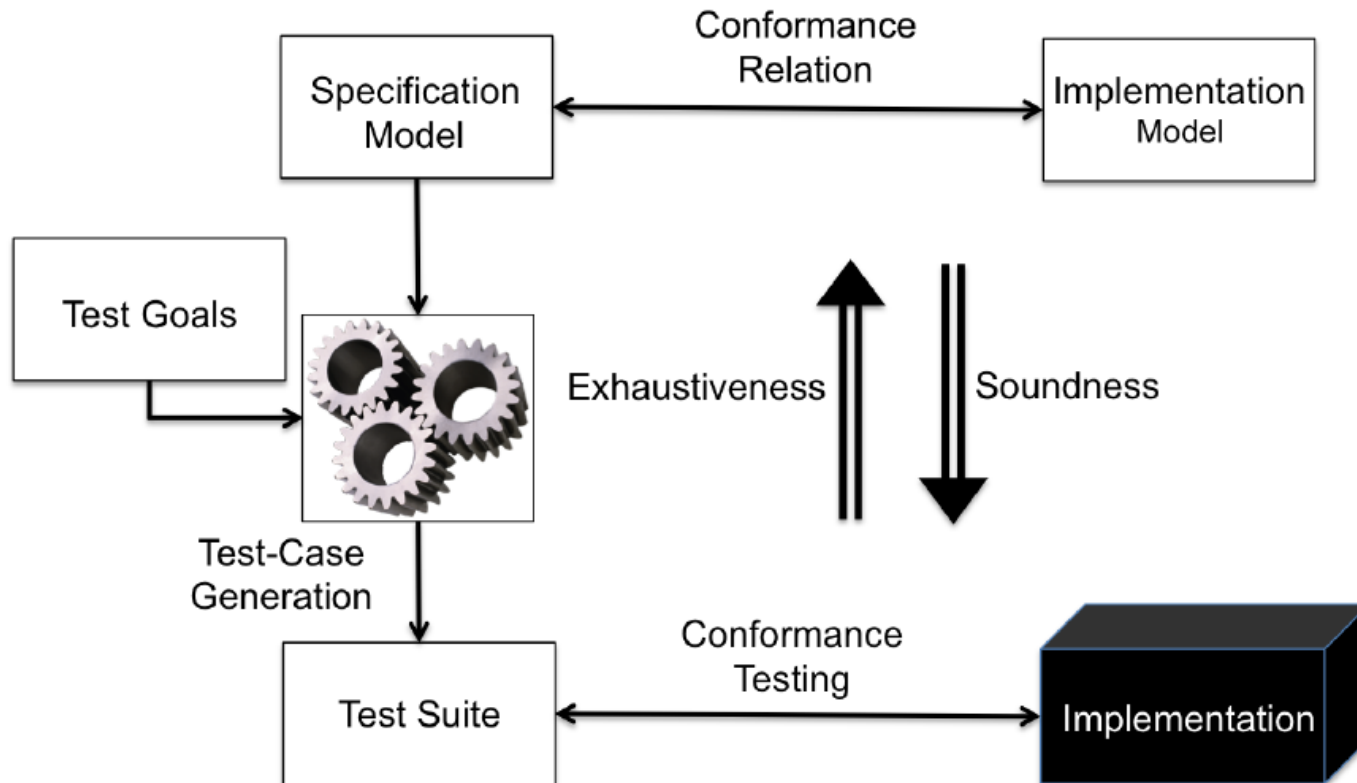 Conformance
Relation
Specification
Model
Implementation
Model
Test Goals
Exhaustiveness
Soundness
Test-Case
Generation
Conformance
Testing
Test Suite
Implementation